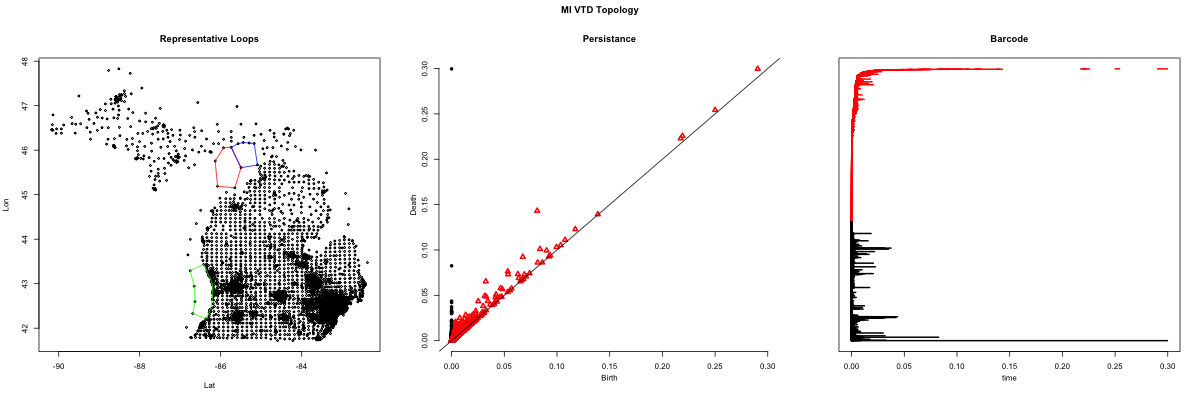 MI VTD Topology
Representative Loops
Persistance
Barcode
48
47
46
45
44
43
42
Lon
-90
-88
-86
-84
Lat
0.30
0.25
0.20
0.15
0.10
0.05
0.00
Death
0.00 0.05 0.10 0.15 0.20 0.25 0.30
Birth
0.00 0.05 0.10 0.15 0.20 0.25 0.30
time